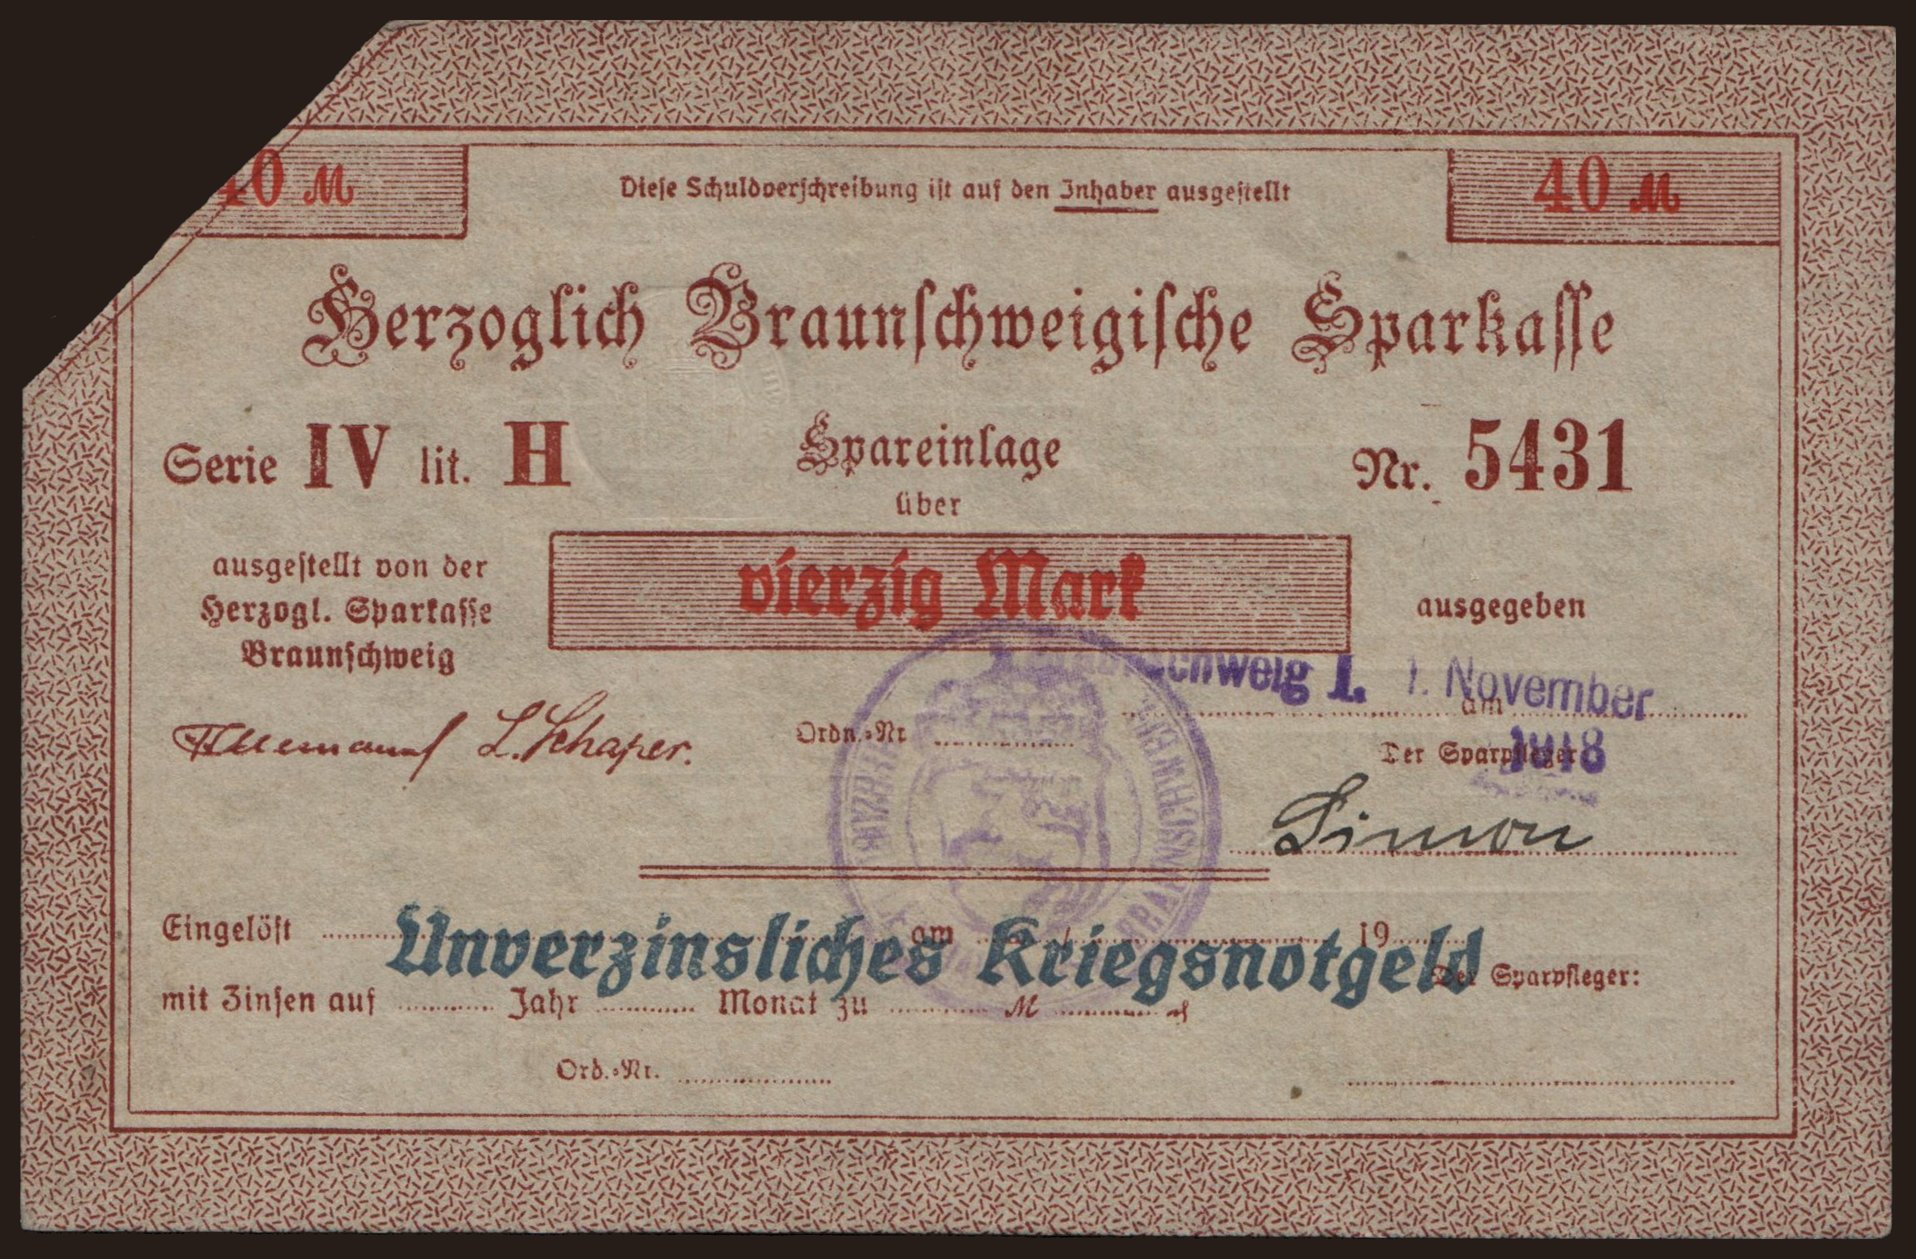 40 M
Diese Schuldverschreibung ist auf den Inhaber ausgestellt
40 M
Herzoglich Braunschweigische Sparkasse
Serie IV lit. H
Spareinlage
Nr. 5431
über
ausgestellt von der
Herzogl. Sparkasse
Braunschweig
vierzig Mark
ausgegeben
Braunschweig I. 1. November
am
1918
L. Schaper.
Ordn.-Nr
Der Sparpfleger
Simon
Eingelöst am 19
Unverzinsliches Kriegsnotgeld
Der Sparpfleger:
mit Zinsen auf Jahr Monat zu M ₰
Ord.-Nr.